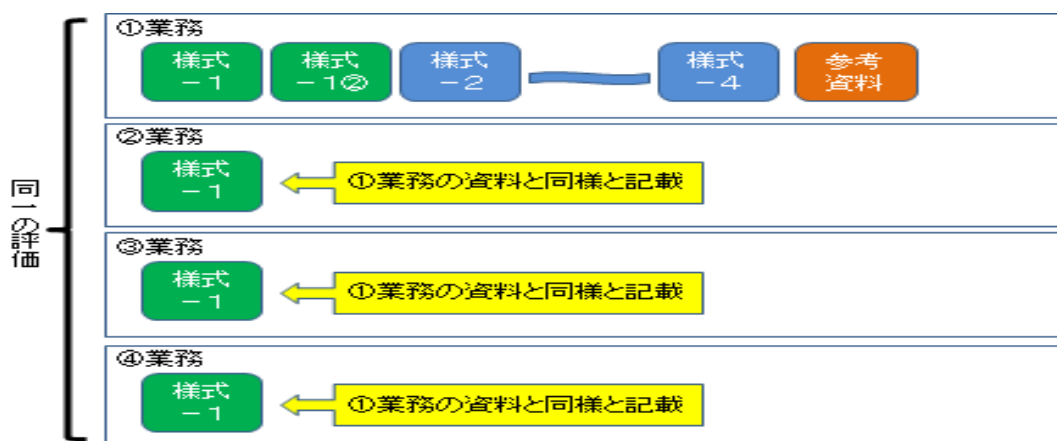 同一の評価
①業務
様式
－１
様式
－１②
様式
－２
様式
－４
参考
資料
②業務
様式
－１
①業務の資料と同様と記載
③業務
様式
－１
①業務の資料と同様と記載
④業務
様式
－１
①業務の資料と同様と記載